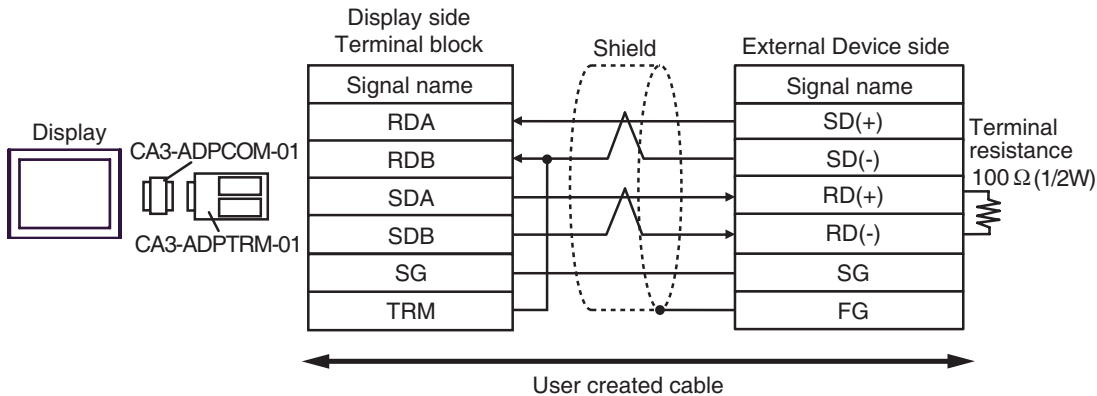 Display side
Terminal block
Shield
External Device side
Signal name
Signal name
RDA
SD(+)
Display
Terminal
resistance
100 Ω (1/2W)
CA3-ADPCOM-01
RDB
SD(-)
SDA
RD(+)
CA3-ADPTRM-01
SDB
RD(-)
SG
SG
TRM
FG
User created cable